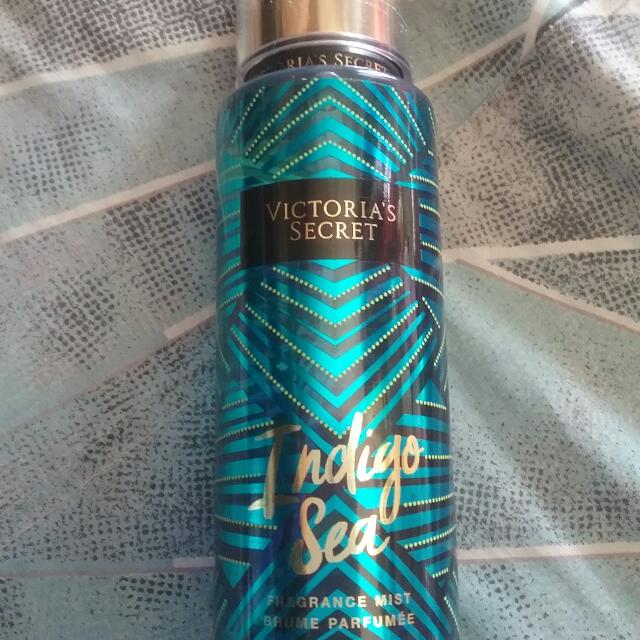 VICTORIA'S SECRET
VICTORIA'S
SECRET
Indigo
Sea
FRAGRANCE MIST
BRUME PARFUMÉE